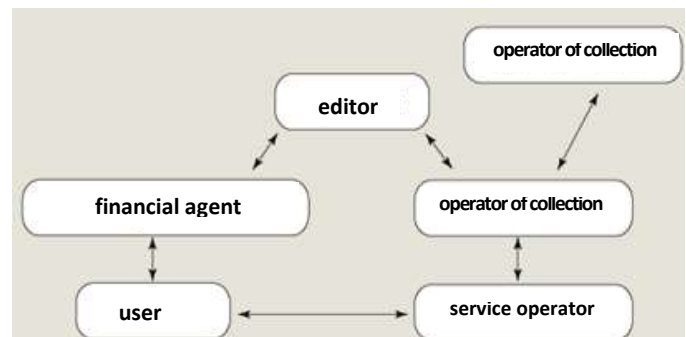 operator of collection
editor
financial agent
operator of collection
user
service operator